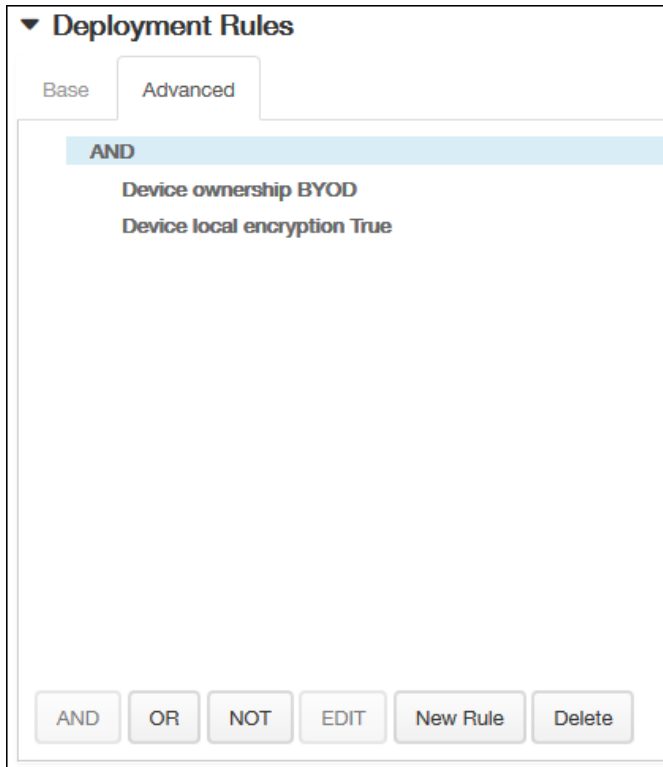 Deployment Rules
Base Advanced
AND
Device ownership BYOD
Device local encryption True
AND OR NOT EDIT New Rule Delete